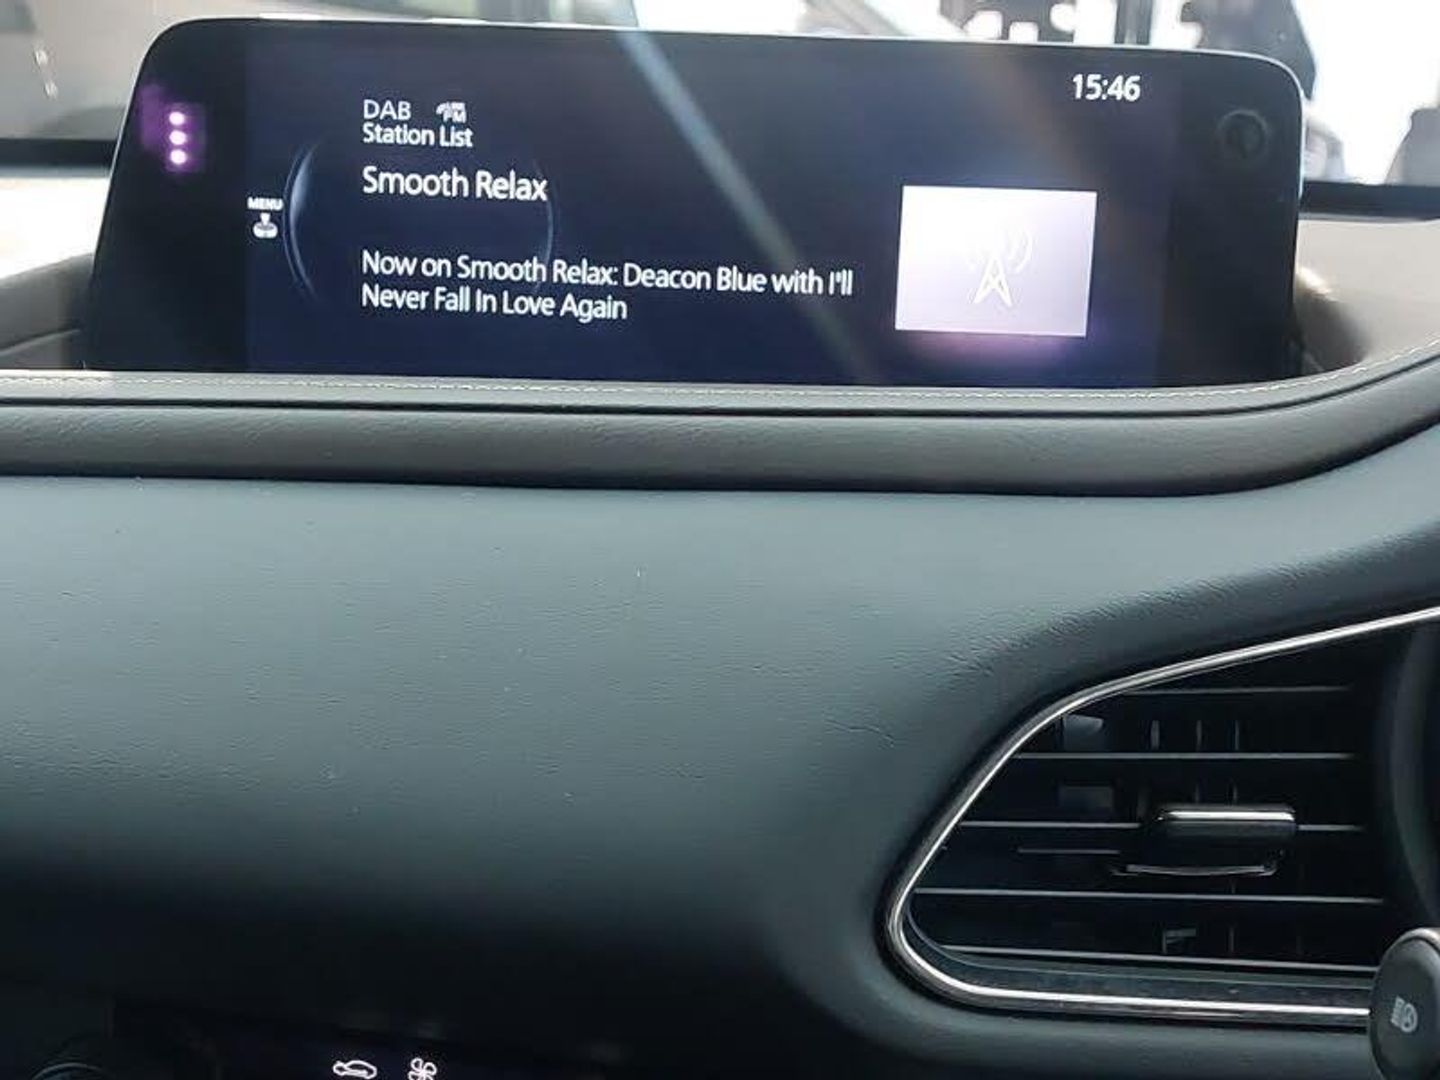 15:46
DAB
Station List
Smooth Relax
MENU
Now on Smooth Relax: Deacon Blue with I'll
Never Fall In Love Again